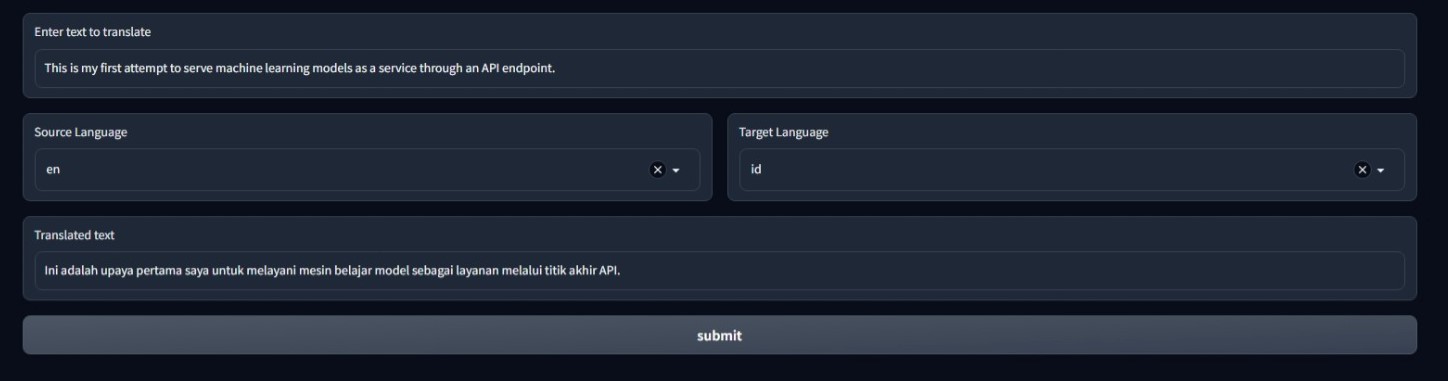 Enter text to translate
This is my first attempt to serve machine learning models as a service through an API endpoint.
Source Language
Target Language
en
id
Translated text
Ini adalah upaya pertama saya untuk melayani mesin belajar model sebagai layanan melalui titik akhir API.
submit